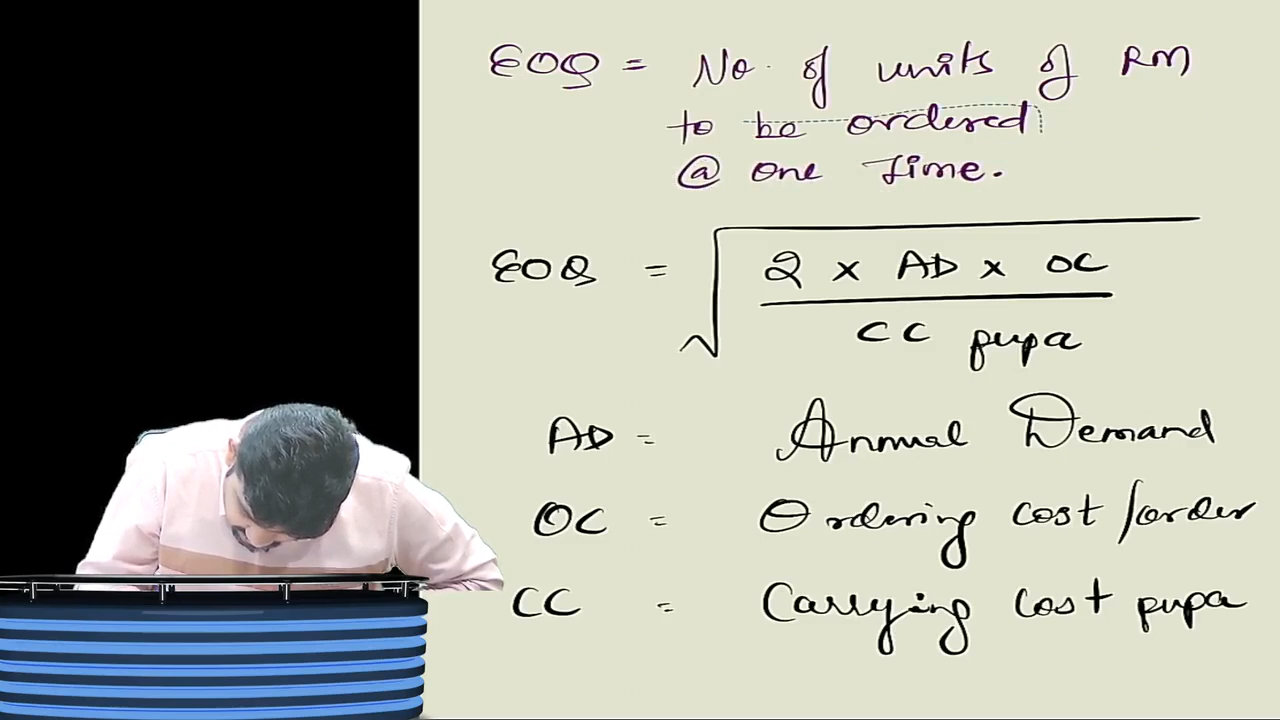 EOQ = No. of units of RM
to be ordered
@ one Time.
EOQ = √ 2 x AD x OC
CC pupa
AD = Annual Demand
OC = Ordering cost/order
CC = Carrying cost pupa